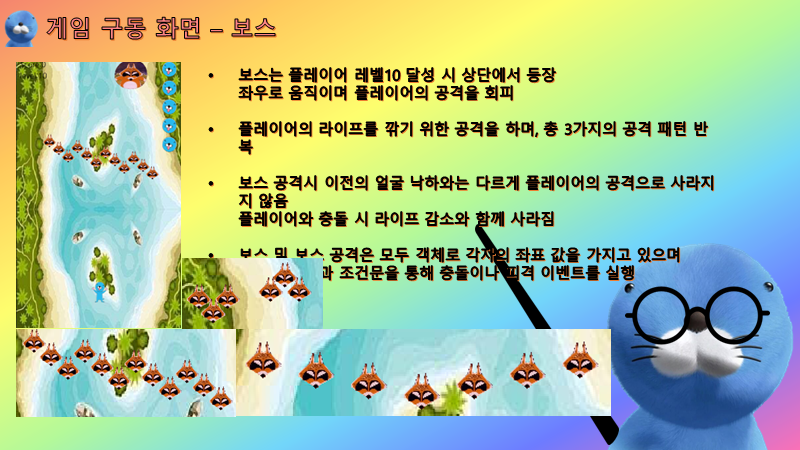 게임 구동 화면 – 보스
• 보스는 플레이어 레벨10 달성 시 상단에서 등장
좌우로 움직이며 플레이어의 공격을 회피
• 플레이어의 라이프를 깎기 위한 공격을 하며, 총 3가지의 공격 패턴 반
복
• 보스 공격시 이전의 얼굴 낙하와는 다르게 플레이어의 공격으로 사라지
지 않음
플레이어와 충돌 시 라이프 감소와 함께 사라짐
• 보스 및 보스 공격은 모두 객체로 각자의 좌표 값을 가지고 있으며
과 조건문을 통해 충돌이나 피격 이벤트를 실행